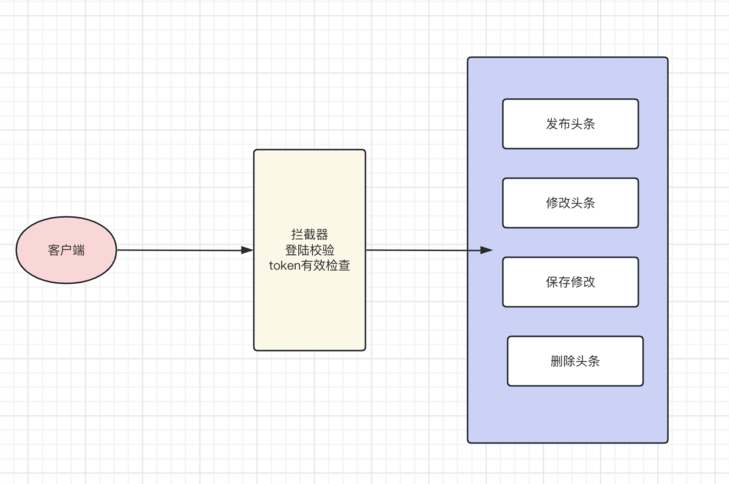 客户端
拦截器
登陆校验
token有效检查
发布头条
修改头条
保存修改
删除头条